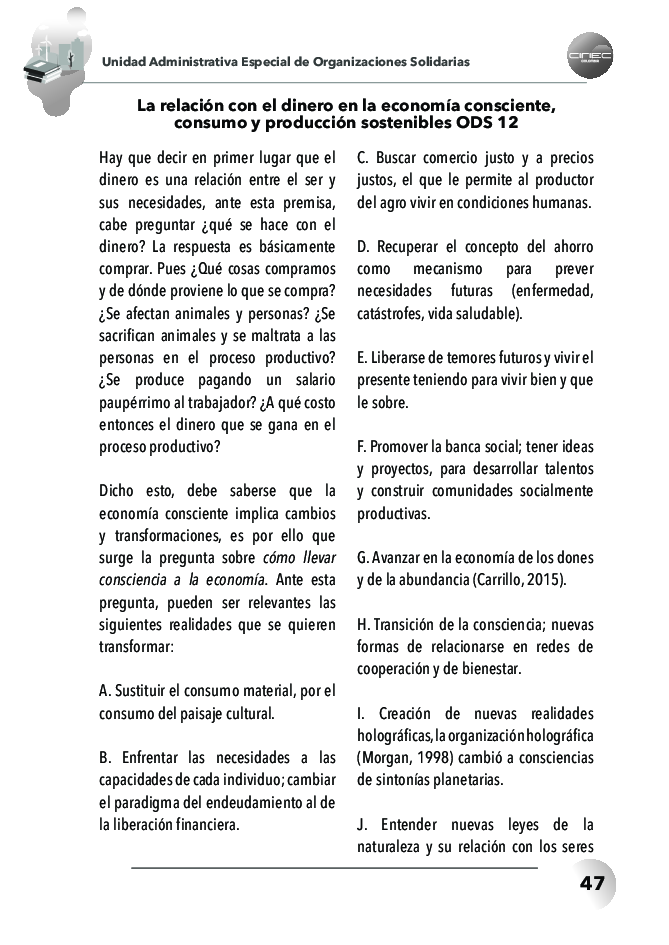 Unidad Administrativa Especial de Organizaciones Solidarias
La relación con el dinero en la economía consciente,
consumo y producción sostenibles ODS 12
Hay que decir en primer lugar que el
dinero es una relación entre el ser y
sus necesidades, ante esta premisa,
cabe preguntar ¿qué se hace con el
dinero? La respuesta es básicamente
comprar. Pues ¿Qué cosas compramos
y de dónde proviene lo que se compra?
¿Se afectan animales y personas? ¿Se
sacrifican animales y se maltrata a las
personas en el proceso productivo?
¿Se produce pagando un salario
paupérrimo al trabajador? ¿A qué costo
entonces el dinero que se gana en el
proceso productivo?
Dicho esto, debe saberse que la
economía consciente implica cambios
y transformaciones, es por ello que
surge la pregunta sobre cómo llevar
consciencia a la economía. Ante esta
pregunta, pueden ser relevantes las
siguientes realidades que se quieren
transformar:
A. Sustituir el consumo material, por el
consumo del paisaje cultural.
B. Enfrentar las necesidades a las
capacidades de cada individuo; cambiar
el paradigma del endeudamiento al de
la liberación financiera.
C. Buscar comercio justo y a precios
justos, el que le permite al productor
del agro vivir en condiciones humanas.
D. Recuperar el concepto del ahorro
como mecanismo para prever
necesidades futuras (enfermedad,
catástrofes, vida saludable).
E. Liberarse de temores futuros y vivir el
presente teniendo para vivir bien y que
le sobre.
F. Promover la banca social; tener ideas
y proyectos, para desarrollar talentos
y construir comunidades socialmente
productivas.
G. Avanzar en la economía de los dones
y de la abundancia (Carrillo, 2015).
H. Transición de la consciencia; nuevas
formas de relacionarse en redes de
cooperación y de bienestar.
I. Creación de nuevas realidades
holográficas, la organización holográfica
(Morgan, 1998) cambió a consciencias
de sintonías planetarias.
J. Entender nuevas leyes de la
naturaleza y su relación con los seres
47